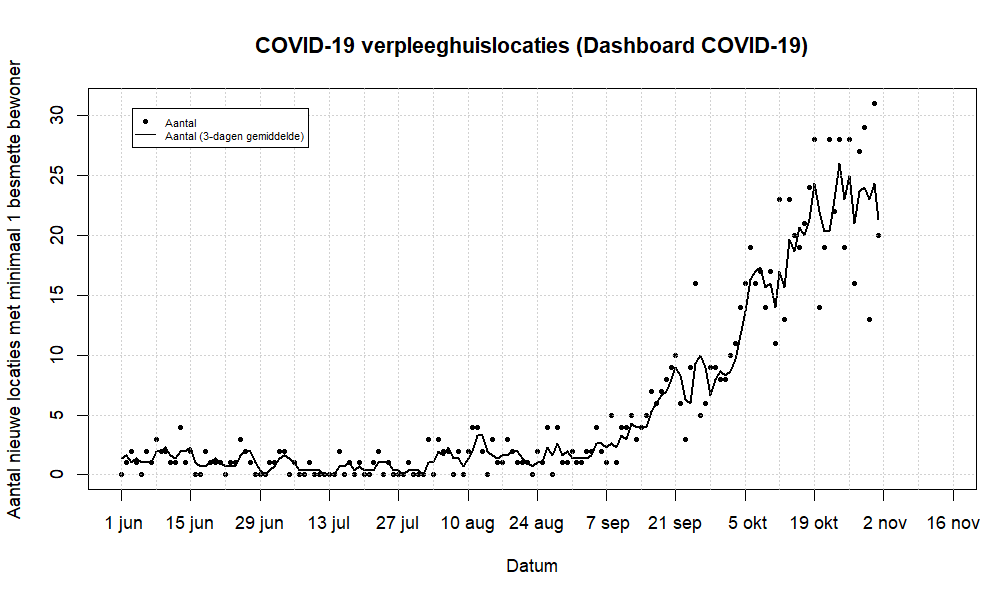 COVID-19 verpleeghuislocaties (Dashboard COVID-19)
Aantal nieuwe locaties met minimaal 1 besmette bewoner
30
25
20
15
10
5
0
Aantal
Aantal (3-dagen gemiddelde)
1 jun 15 jun 29 jun 13 jul 27 jul 10 aug 24 aug 7 sep 21 sep 5 okt 19 okt 2 nov 16 nov
Datum